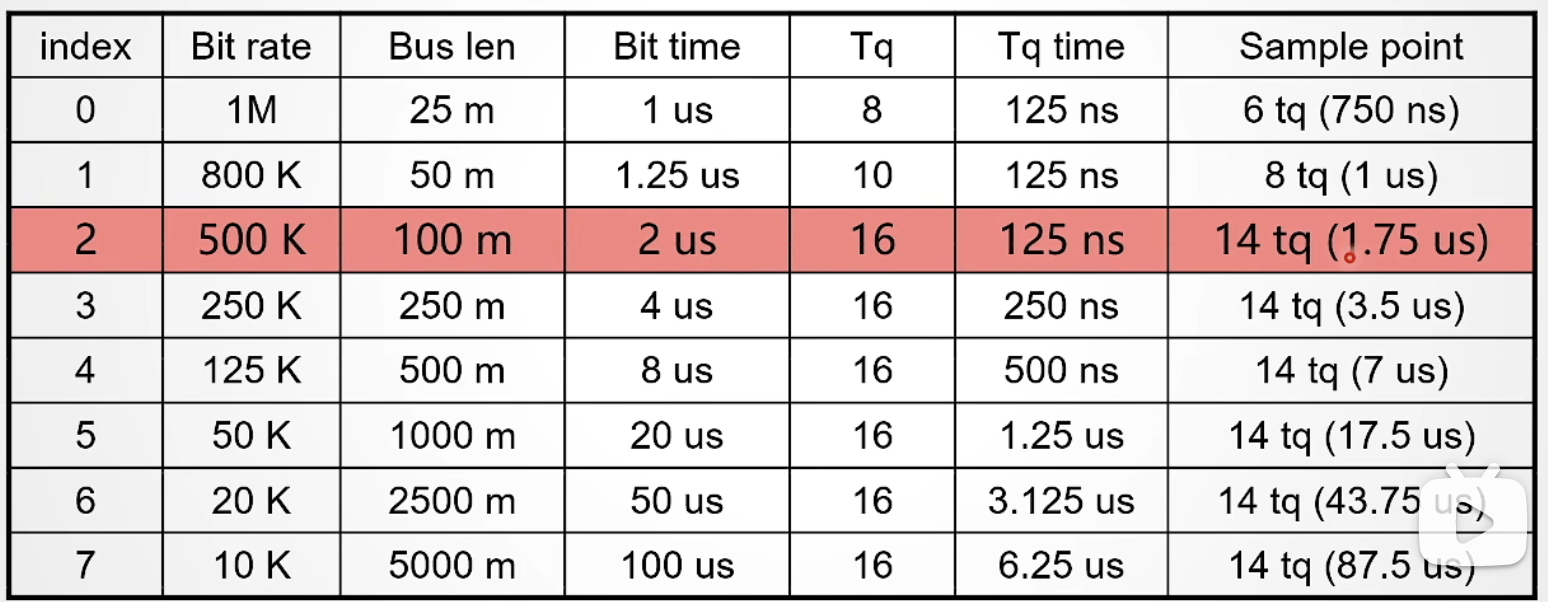 index Bit rate Bus len Bit time Tq Tq time Sample point
0 1M 25 m 1 us 8 125 ns 6 tq (750 ns)
1 800 K 50 m 1.25 us 10 125 ns 8 tq (1 us)
2 500 K 100 m 2 us 16 125 ns 14 tq (1.75 us)
3 250 K 250 m 4 us 16 250 ns 14 tq (3.5 us)
4 125 K 500 m 8 us 16 500 ns 14 tq (7 us)
5 50 K 1000 m 20 us 16 1.25 us 14 tq (17.5 us)
6 20 K 2500 m 50 us 16 3.125 us 14 tq (43.75 us)
7 10 K 5000 m 100 us 16 6.25 us 14 tq (87.5 us)